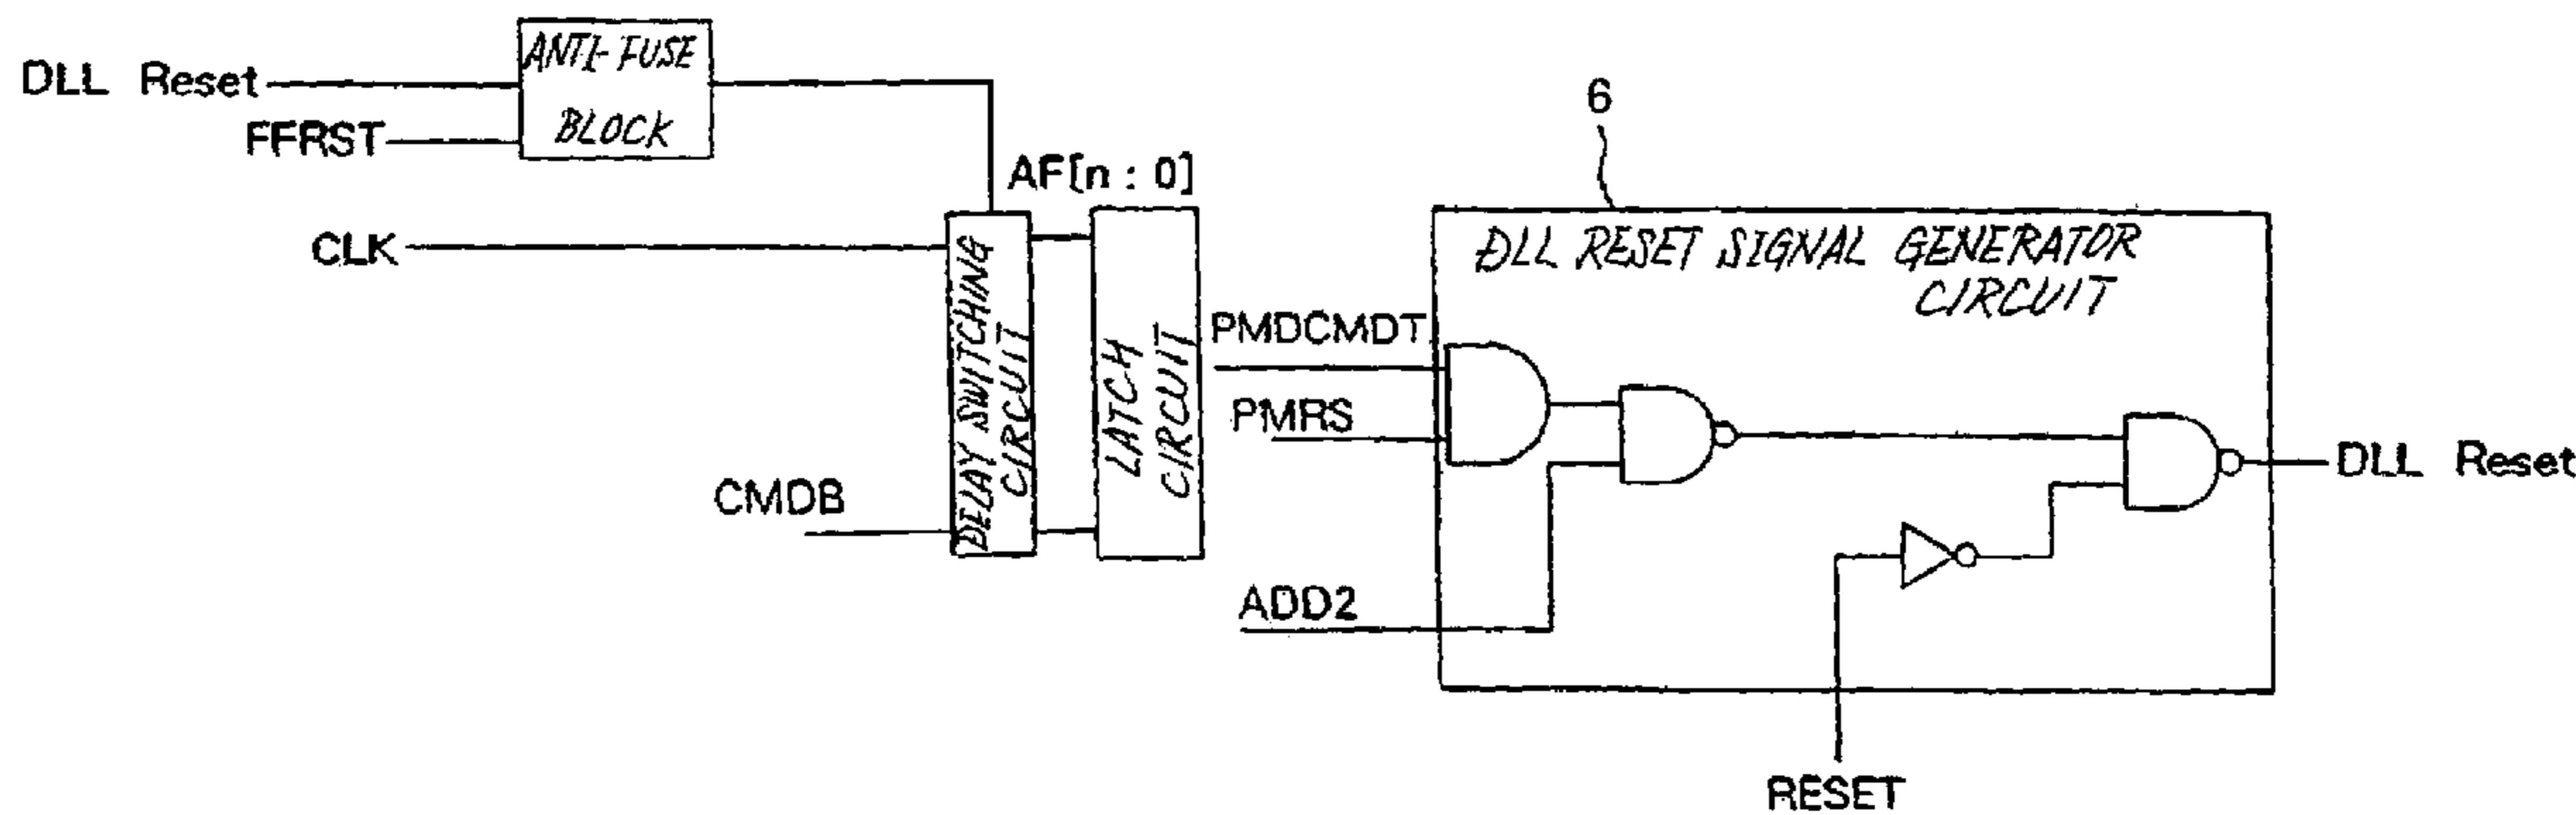 ANTI-FUSE
BLOCK
DLL Reset
FFRST
6
AF[n : 0]
CLK
DELAY SWITCHING
CIRCUIT
LATCH
CIRCUIT
DLL RESET SIGNAL GENERATOR
CIRCUIT
PMDCMDT
PMRS
CMDB
ADD2
DLL Reset
RESET